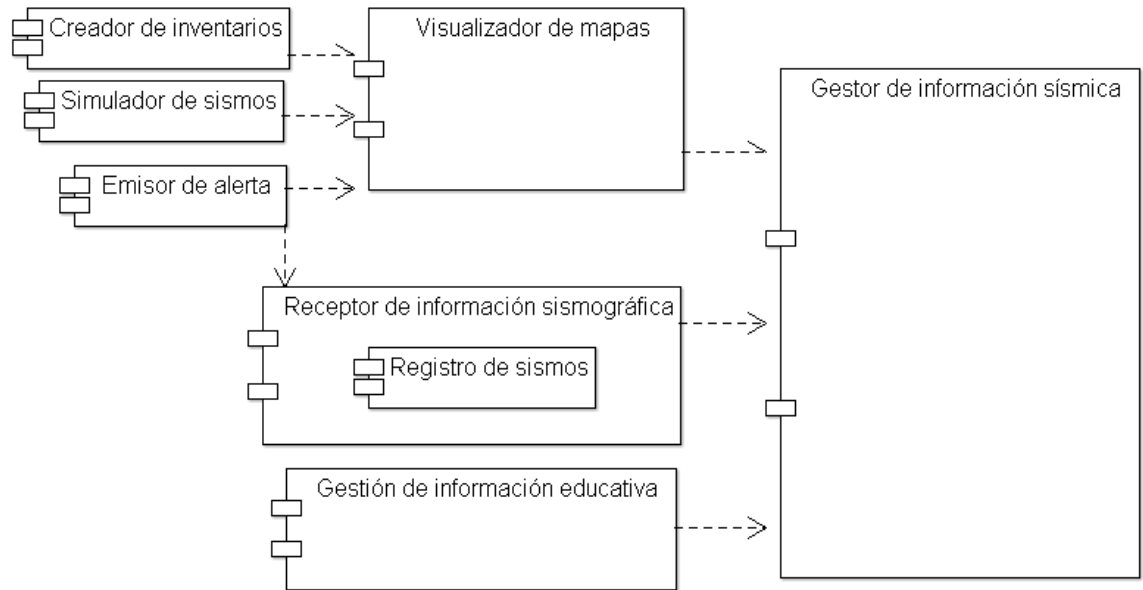 Creador de inventarios
Visualizador de mapas
Gestor de información sísmica
Simulador de sismos
Emisor de alerta
Receptor de información sismográfica
Registro de sismos
Gestión de información educativa